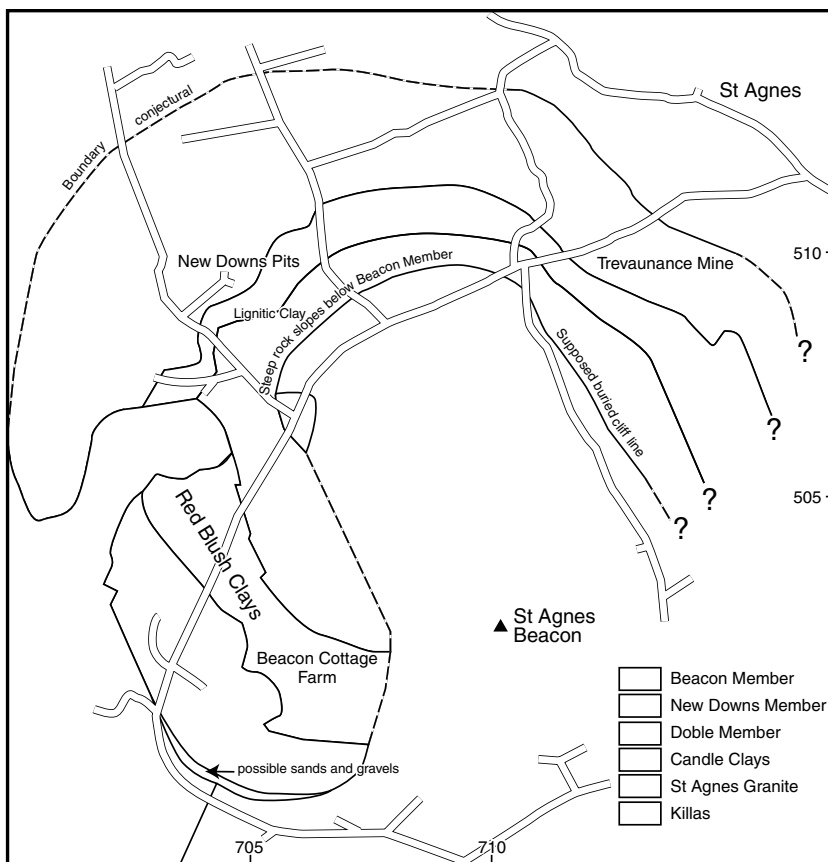 St Agnes
conjectural
Boundary
510
New Downs Pits
Trevaunance Mine
Lignitic Clay
Steep rock slopes below Beacon Member
Supposed buried cliff line
?
?
?
?
505
Red Blush Clays
St Agnes
Beacon
Beacon Cottage
Farm
Beacon Member
New Downs Member
Doble Member
Candle Clays
St Agnes Granite
Killas
possible sands and gravels
705
710